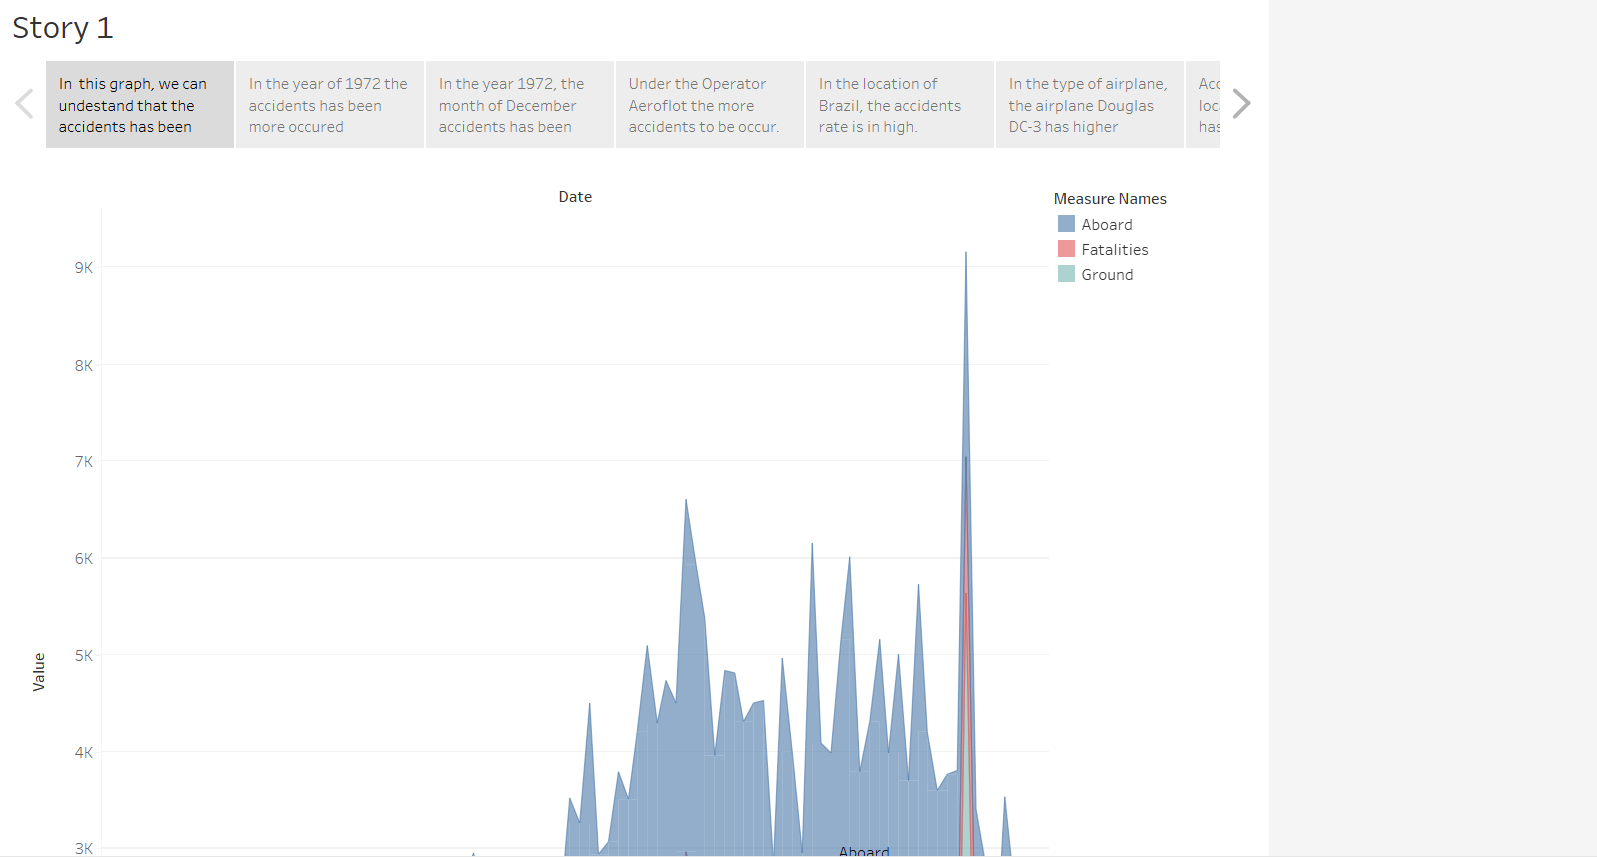 Story 1
In  this graph, we can
undestand that the
accidents has been
In the year of 1972 the
accidents has been
more occured
In the year 1972, the
month of December
accidents has been
Under the Operator
Aeroflot the more
accidents to be occur.
In the location of
Brazil, the accidents
rate is in high.
In the type of airplane,
the airplane Douglas
DC-3 has higher
has
Date
Measure Names
Aboard
Fatalities
Ground
9K
8K
7K
6K
5K
4K
3K
Value
Aboard